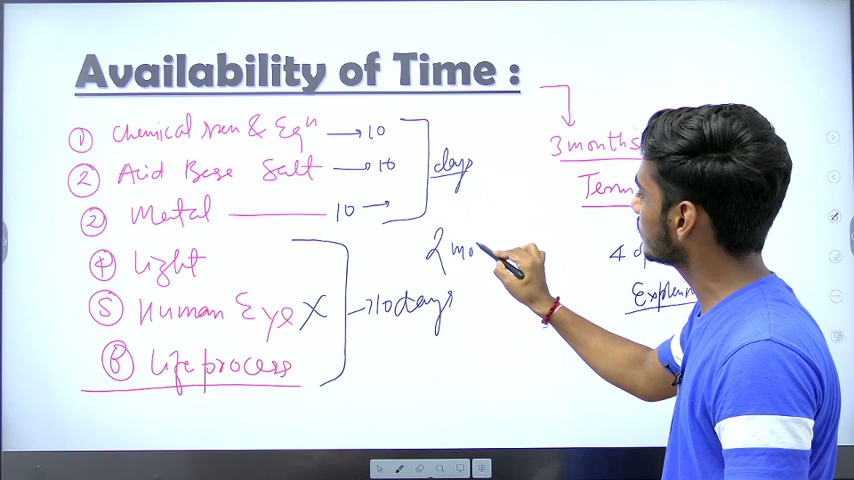 Availability of Time :
① Chemical rxn & Eqⁿ → 10
② Acid Base Salt → 10
② Metal — 10 →
days
④ Light
⑤ Human Eye X
⑥ Life process
→ 10 days
2 mo
3 months
Term
4